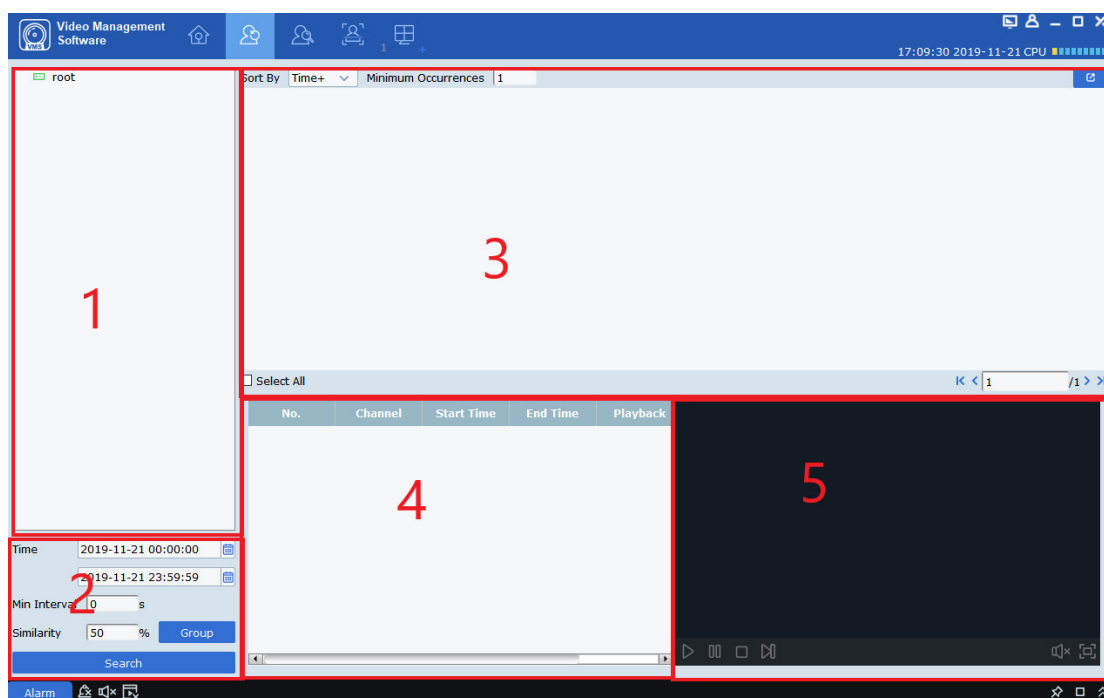 Video Management
Software
VMS
1
17:09:30 2019-11-21 CPU
root
Sort By Time+ Minimum Occurrences 1
3
1
Select All
1 /1
No. Channel Start Time End Time Playback
4
5
Time 2019-11-21 00:00:00
2019-11-21 23:59:59
2
Min Interval 0 s
Similarity 50 % Group
Search
Alarm